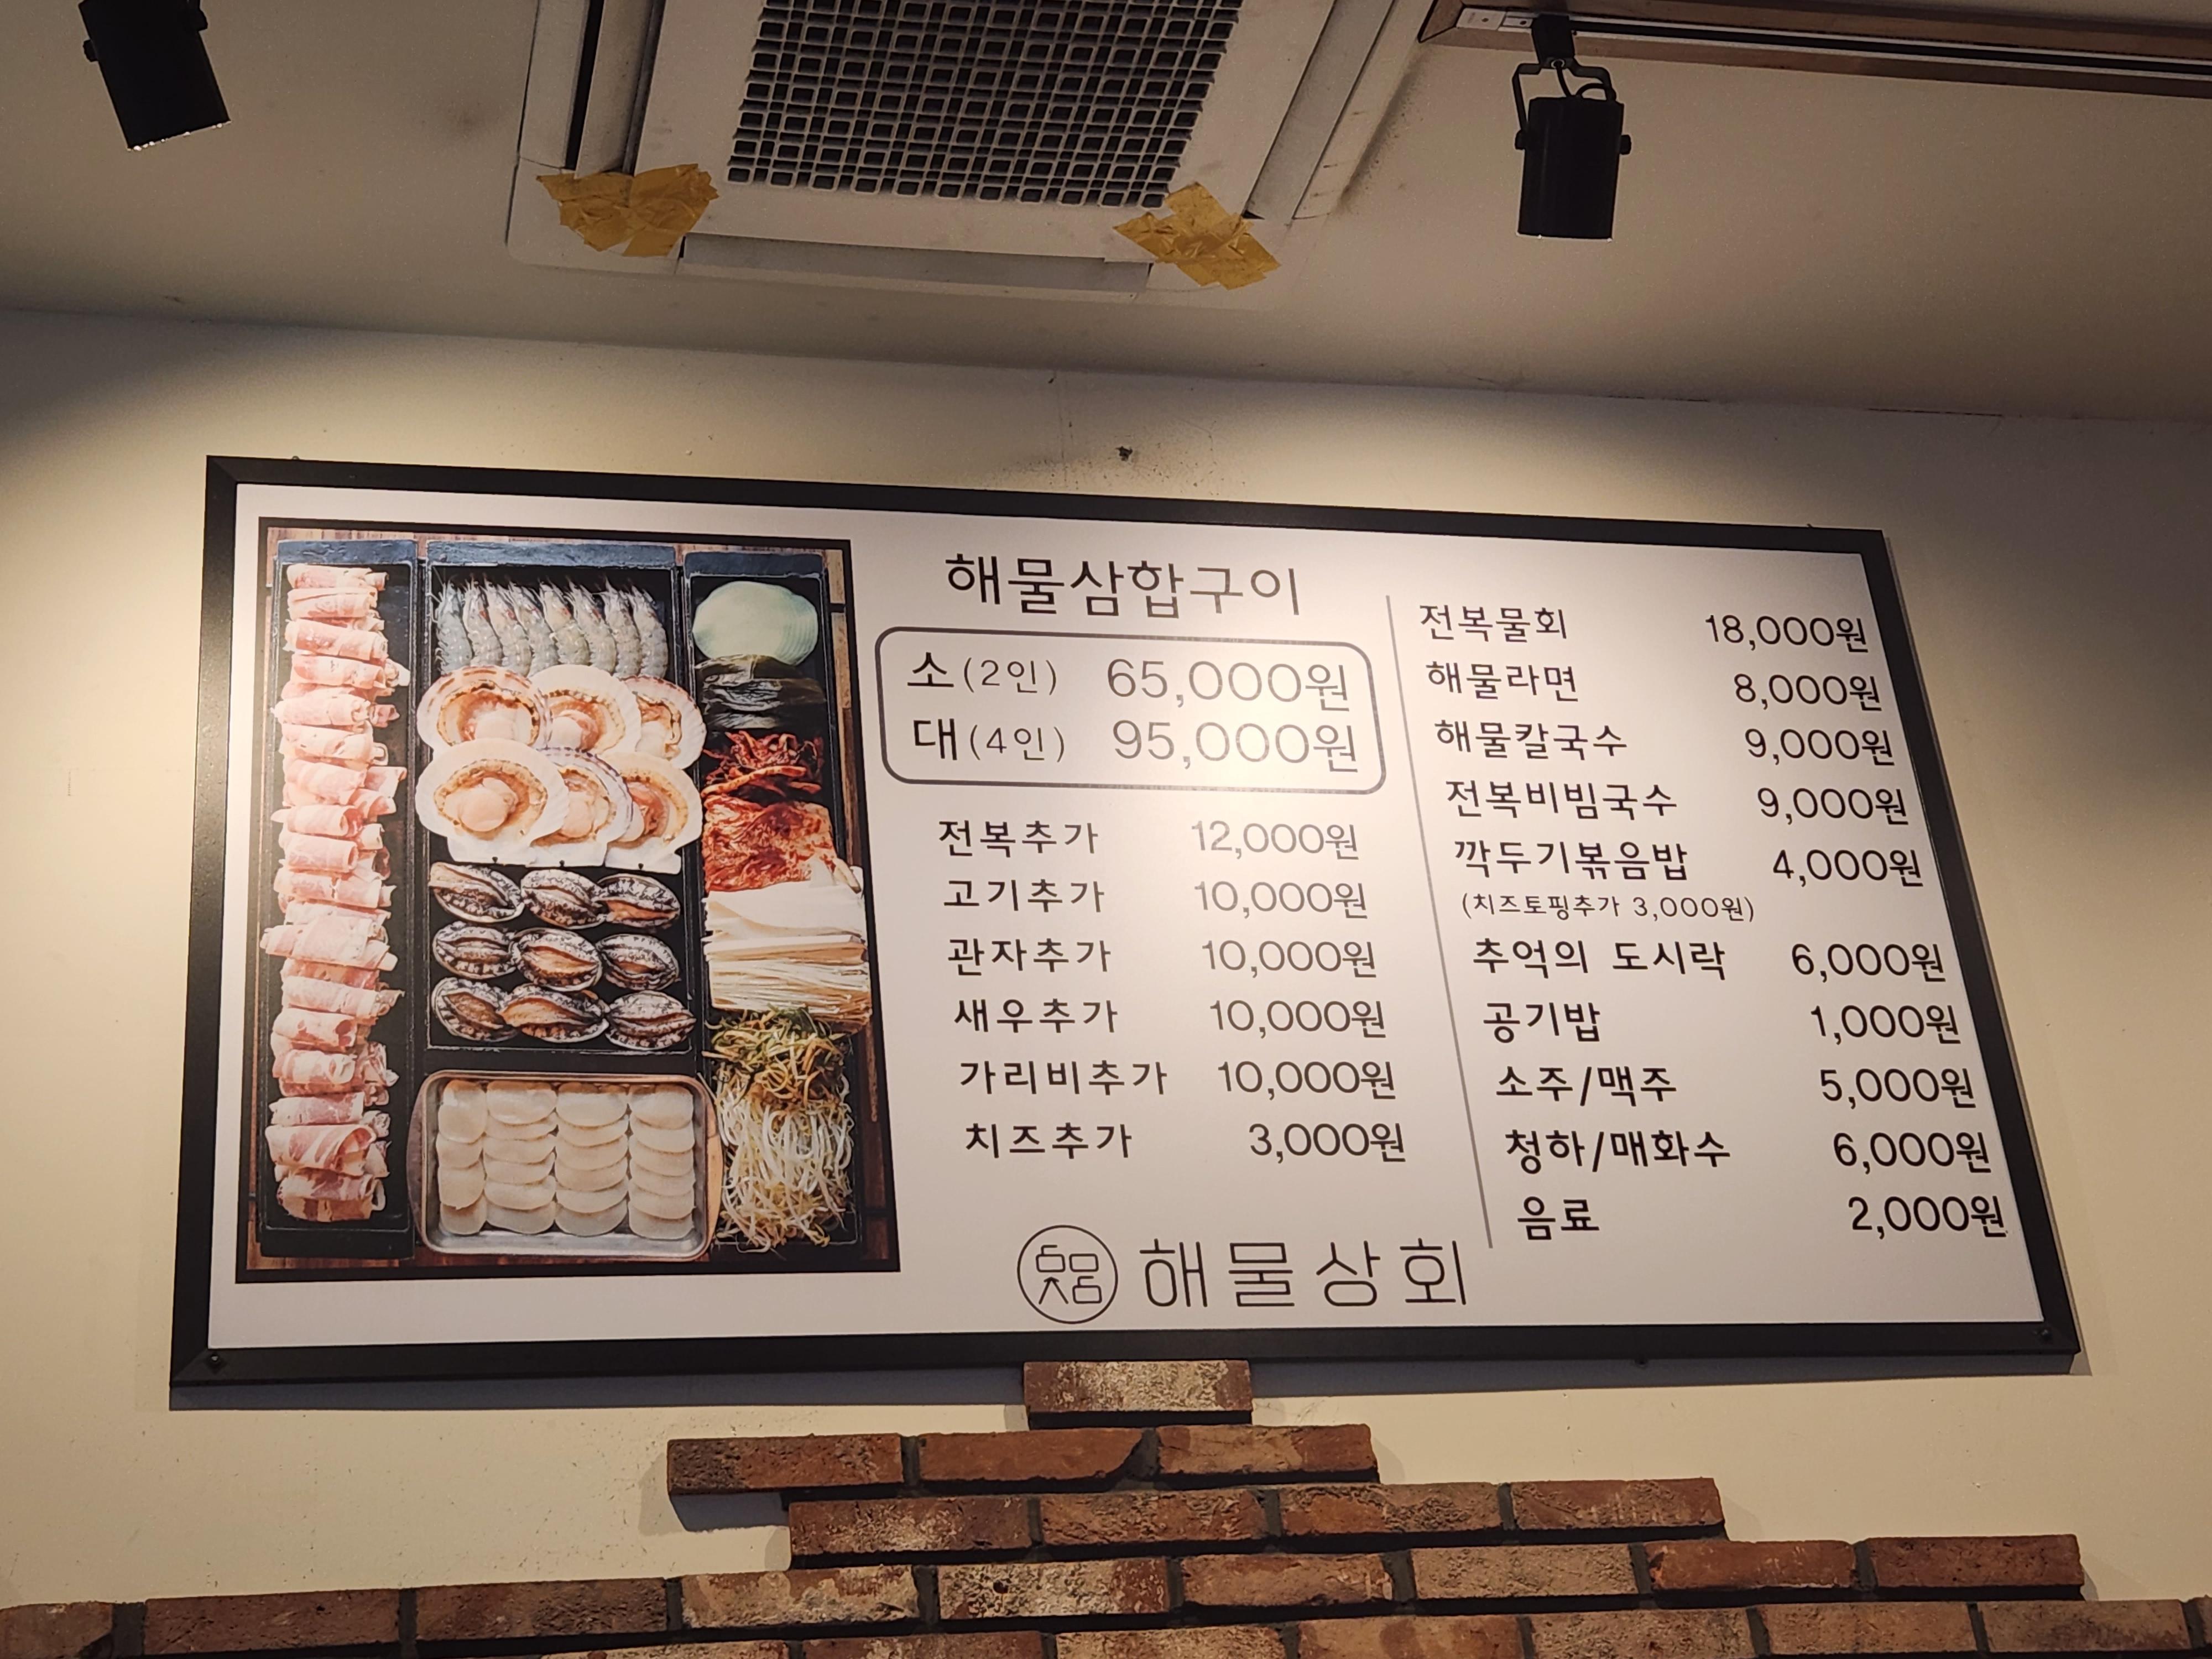 해물삼합구이
소(2인) 65,000원
대(4인) 95,000원
전복추가 12,000원
고기추가 10,000원
관자추가 10,000원
새우추가 10,000원
가리비추가 10,000원
치즈추가 3,000원
전복물회 18,000원
해물라면 8,000원
해물칼국수 9,000원
전복비빔국수 9,000원
깍두기볶음밥 4,000원
(치즈토핑추가 3,000원)
추억의 도시락 6,000원
공기밥 1,000원
소주/맥주 5,000원
청하/매화수 6,000원
음료 2,000원
해물상회